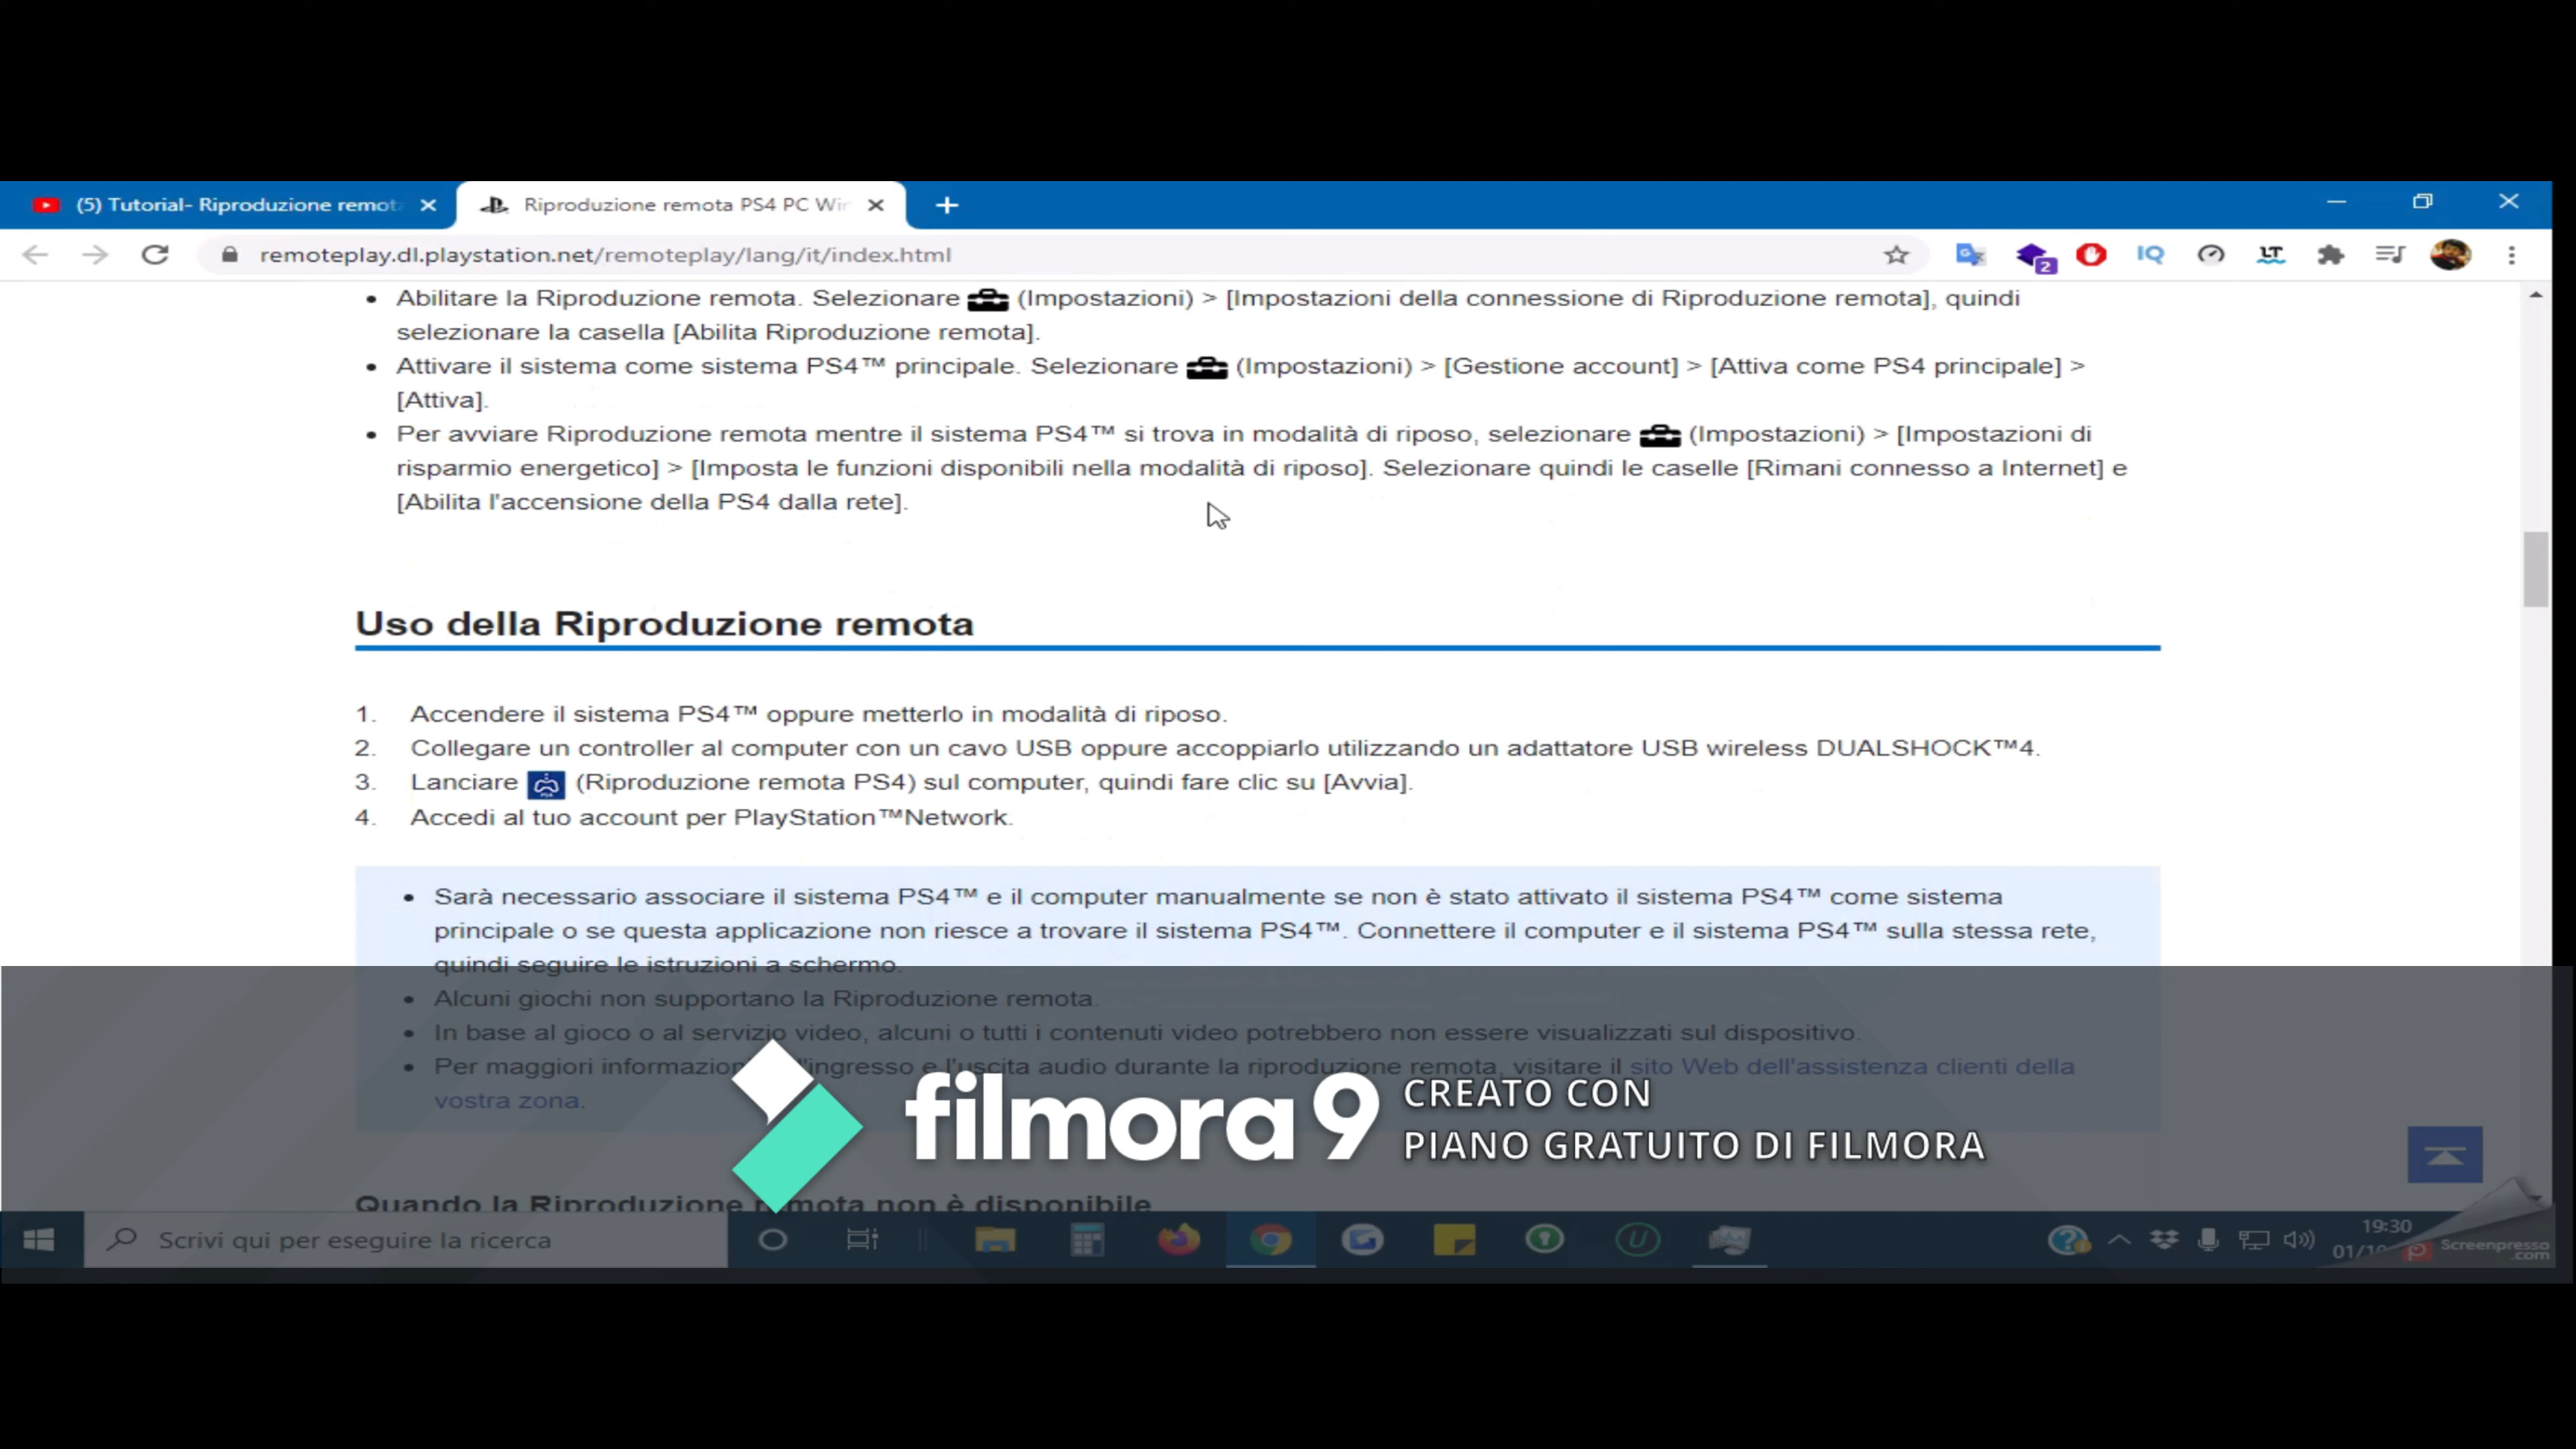 (5) Tutorial- Riproduzione remot
Riproduzione remota PS4 PC Wi
remoteplay.dl.playstation.net/remoteplay/lang/it/index.html
2
IQ
LT
• Abilitare la Riproduzione remota. Selezionare (Impostazioni) > [Impostazioni della connessione di Riproduzione remota], quindi
selezionare la casella [Abilita Riproduzione remota].
• Attivare il sistema come sistema PS4™ principale. Selezionare (Impostazioni) > [Gestione account] > [Attiva come PS4 principale] >
[Attiva].
• Per avviare Riproduzione remota mentre il sistema PS4™ si trova in modalità di riposo, selezionare (Impostazioni) > [Impostazioni di
risparmio energetico] > [Imposta le funzioni disponibili nella modalità di riposo]. Selezionare quindi le caselle [Rimani connesso a Internet] e
[Abilita l'accensione della PS4 dalla rete].
Uso della Riproduzione remota
1. Accendere il sistema PS4™ oppure metterlo in modalità di riposo.
2. Collegare un controller al computer con un cavo USB oppure accoppiarlo utilizzando un adattatore USB wireless DUALSHOCK™4.
3. Lanciare (Riproduzione remota PS4) sul computer, quindi fare clic su [Avvia].
4. Accedi al tuo account per PlayStation™Network.
• Sarà necessario associare il sistema PS4™ e il computer manualmente se non è stato attivato il sistema PS4™ come sistema
principale o se questa applicazione non riesce a trovare il sistema PS4™. Connettere il computer e il sistema PS4™ sulla stessa rete,
quindi seguire le istruzioni a schermo.
• Alcuni giochi non supportano la Riproduzione remota.
• In base al gioco o al servizio video, alcuni o tutti i contenuti video potrebbero non essere visualizzati sul dispositivo.
• Per maggiori informazion l'ingresso e l'uscita audio durante la riproduzione remota, visitare il sito Web dell'assistenza clienti della
vostra zona.
filmora 9
CREATO CON
PIANO GRATUITO DI FILMORA
Quando la Riproduzione remota non è disponibile
Scrivi qui per eseguire la ricerca
19:30
01/10
Screenpresso
.com